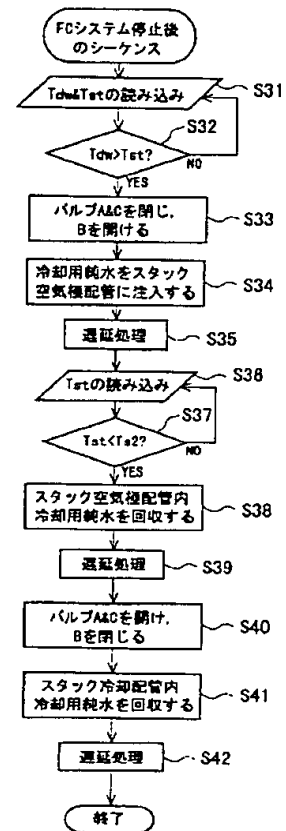 FCシステム停止後
のシーケンス
Tdw&Tstの読み込み
S31
S32
Tdw>Tst?
NO
YES
バルブA&Cを閉じ,
Bを開ける
S33
冷却用純水をスタック
空気極配管に注入する
S34
遅延処理
S35
Tstの読み込み
S36
S37
Tst<Ts2?
NO
YES
スタック空気極配管内
冷却用純水を回収する
S38
遅延処理
S39
バルブA&Cを開け,
Bを閉じる
S40
スタック冷却配管内
冷却用純水を回収する
S41
遅延処理
S42
終了